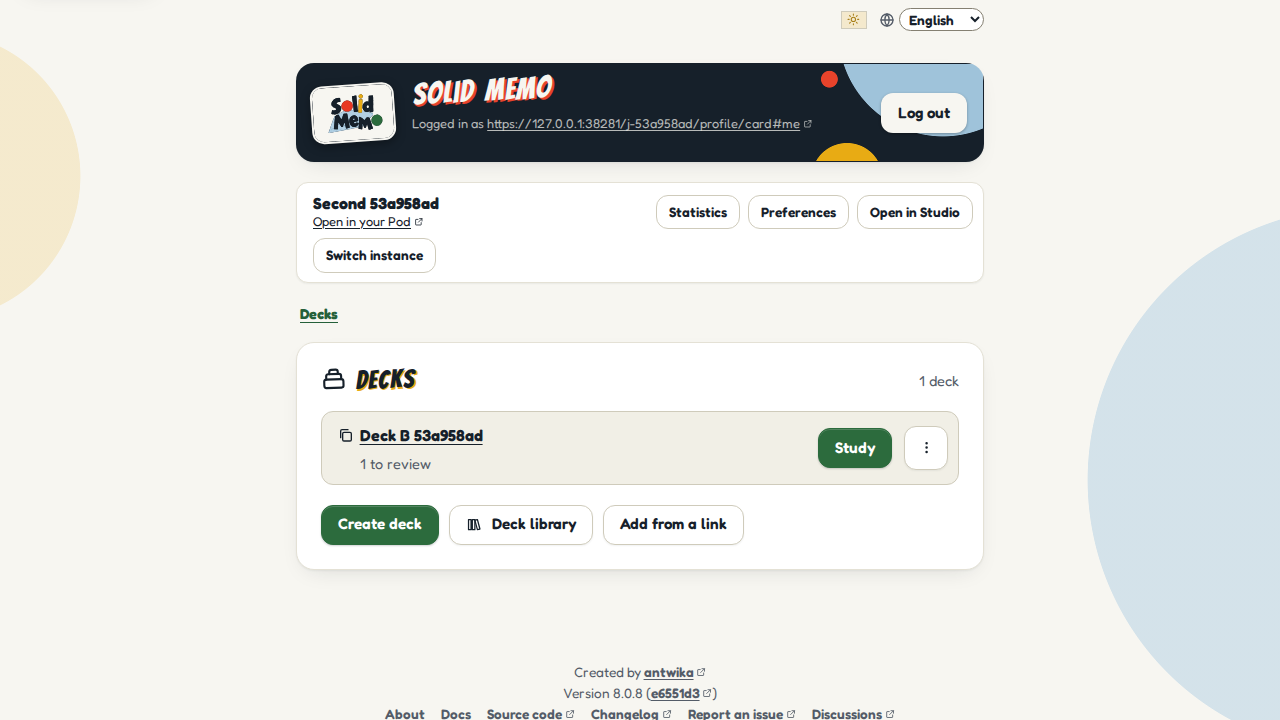 English
Solid Memo
SOLID MEMO
Logged in as https://127.0.0.1:38281/j-53a958ad/profile/card#me
Log out
Second 53a958ad
Open in your Pod
Statistics
Preferences
Open in Studio
Switch instance
Decks
DECKS
1 deck
Deck B 53a958ad
1 to review
Study
Create deck
Deck library
Add from a link
Created by antwika
Version 8.0.8 (e6551d3)
About Docs Source code Changelog Report an issue Discussions